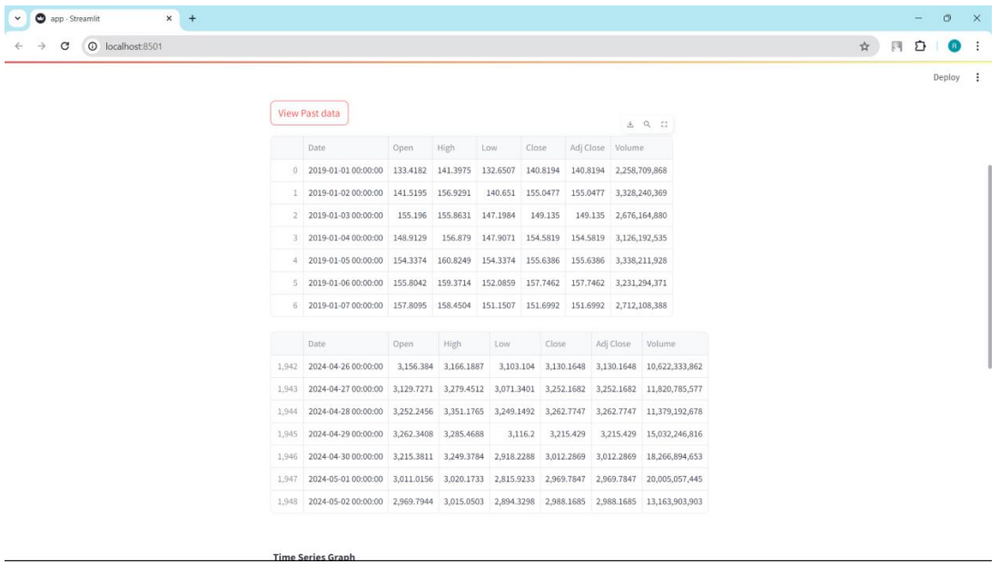 app · Streamlit
localhost:8501
R
Deploy
View Past data
Date Open High Low Close Adj Close Volume
0 2019-01-01 00:00:00 133.4182 141.3975 132.6507 140.8194 140.8194 2,258,709,868
1 2019-01-02 00:00:00 141.5195 156.9291 140.651 155.0477 155.0477 3,328,240,369
2 2019-01-03 00:00:00 155.196 155.8631 147.1984 149.135 149.135 2,676,164,880
3 2019-01-04 00:00:00 148.9129 156.879 147.9071 154.5819 154.5819 3,126,192,535
4 2019-01-05 00:00:00 154.3374 160.8249 154.3374 155.6386 155.6386 3,338,211,928
5 2019-01-06 00:00:00 155.8042 159.3714 152.0859 157.7462 157.7462 3,231,294,371
6 2019-01-07 00:00:00 157.8095 158.4504 151.1507 151.6992 151.6992 2,712,108,388
Date Open High Low Close Adj Close Volume
1,942 2024-04-26 00:00:00 3,156.384 3,166.1887 3,103.104 3,130.1648 3,130.1648 10,622,333,862
1,943 2024-04-27 00:00:00 3,129.7271 3,279.4512 3,071.3401 3,252.1682 3,252.1682 11,820,785,577
1,944 2024-04-28 00:00:00 3,252.2456 3,351.1765 3,249.1492 3,262.7747 3,262.7747 11,379,192,678
1,945 2024-04-29 00:00:00 3,262.3408 3,285.4688 3,116.2 3,215.429 3,215.429 15,032,246,816
1,946 2024-04-30 00:00:00 3,215.3811 3,249.3784 2,918.2288 3,012.2869 3,012.2869 18,266,894,653
1,947 2024-05-01 00:00:00 3,011.0156 3,020.1733 2,815.9233 2,969.7847 2,969.7847 20,005,057,445
1,948 2024-05-02 00:00:00 2,969.7944 3,015.0503 2,894.3298 2,988.1685 2,988.1685 13,163,903,903
Time Series Graph